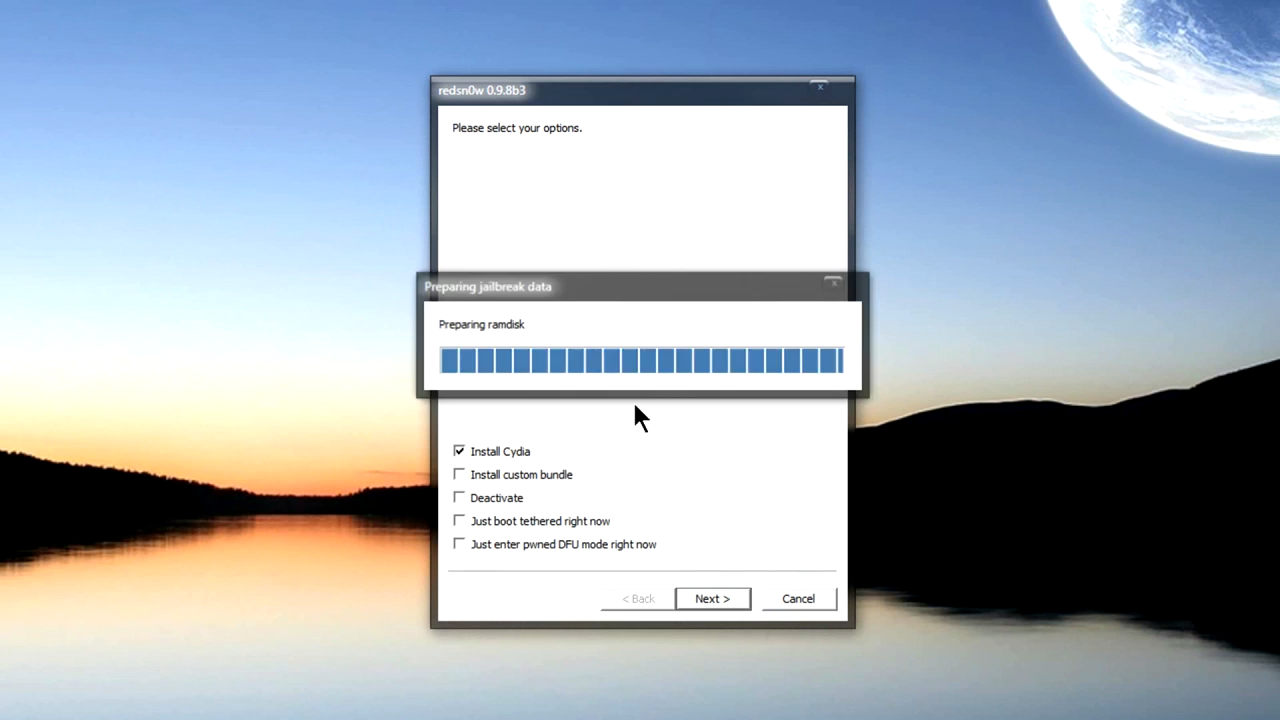 redsn0w 0.9.8b3
x
Please select your options.
Preparing jailbreak data
x
Preparing ramdisk
Install Cydia
Install custom bundle
Deactivate
Just boot tethered right now
Just enter pwned DFU mode right now
< Back Next > Cancel